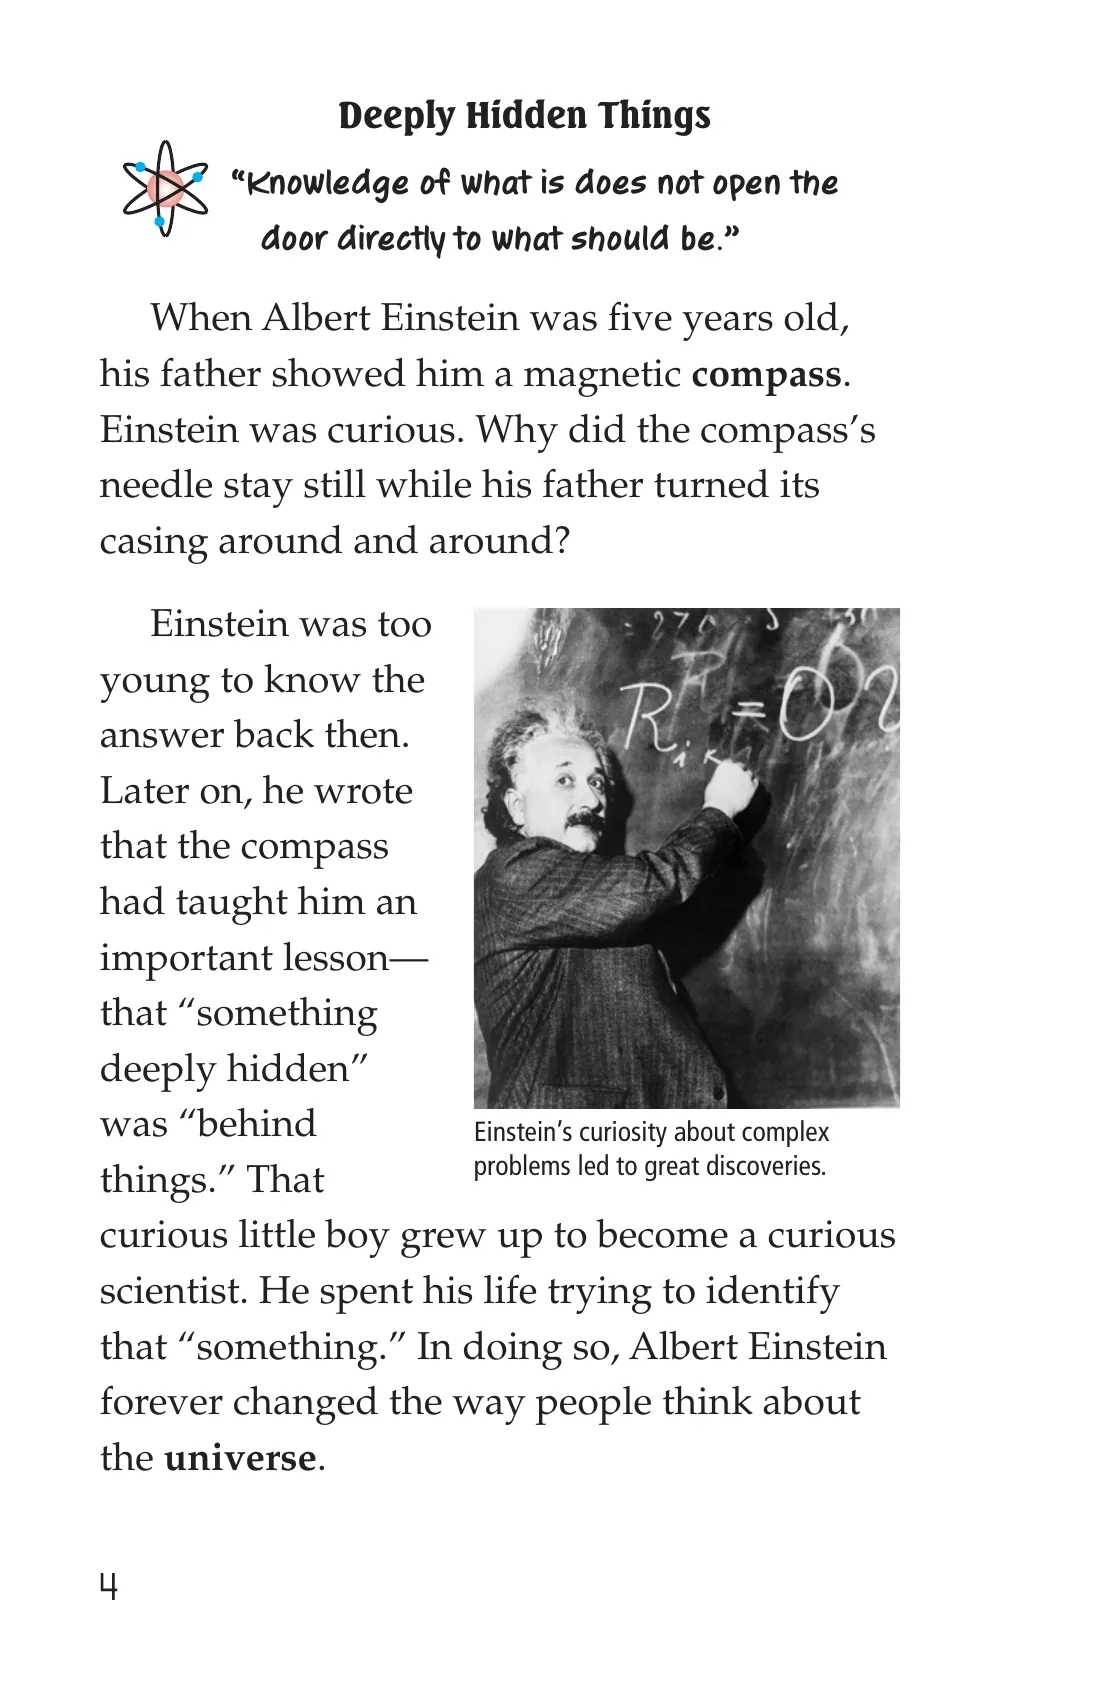 Deeply Hidden Things
“Knowledge of what is does not open the
door directly to what should be.”
When Albert Einstein was five years old,
his father showed him a magnetic compass.
Einstein was curious. Why did the compass’s
needle stay still while his father turned its
casing around and around?
Einstein was too
young to know the
answer back then.
Later on, he wrote
that the compass
had taught him an
important lesson—
that “something
deeply hidden”
was “behind
things.” That
curious little boy grew up to become a curious
scientist. He spent his life trying to identify
that “something.” In doing so, Albert Einstein
forever changed the way people think about
the universe.
R i k = 0
Einstein’s curiosity about complex
problems led to great discoveries.
4